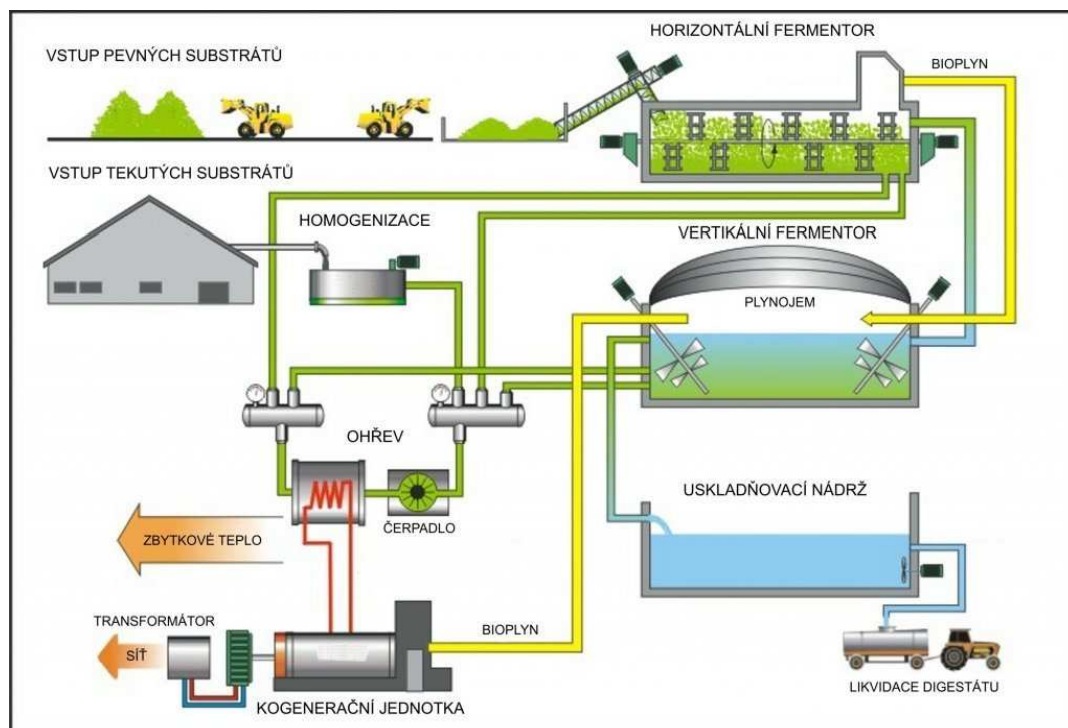 VSTUP PEVNÝCH SUBSTRÁTŮ
HORIZONTÁLNÍ FERMENTOR
BIOPLYN
VSTUP TEKUTÝCH SUBSTRÁTŮ
HOMOGENIZACE
VERTIKÁLNÍ FERMENTOR
PLYNOJEM
OHŘEV
ČERPADLO
USKLADŇOVACÍ NÁDRŽ
ZBYTKOVÉ TEPLO
TRANSFORMÁTOR
SÍŤ
BIOPLYN
KOGENERAČNÍ JEDNOTKA
LIKVIDACE DIGESTÁTU